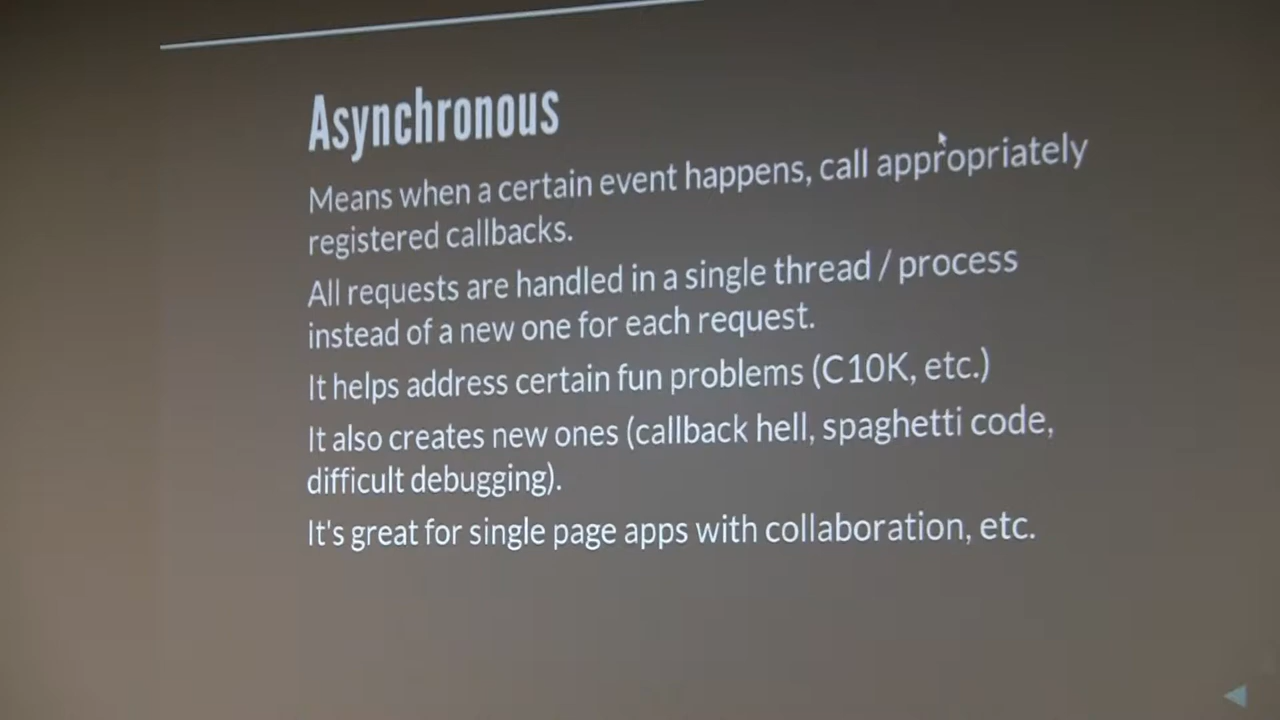 Asynchronous
Means when a certain event happens, call appropriately
registered callbacks.
All requests are handled in a single thread / process
instead of a new one for each request.
It helps address certain fun problems (C10K, etc.)
It also creates new ones (callback hell, spaghetti code,
difficult debugging).
It's great for single page apps with collaboration, etc.